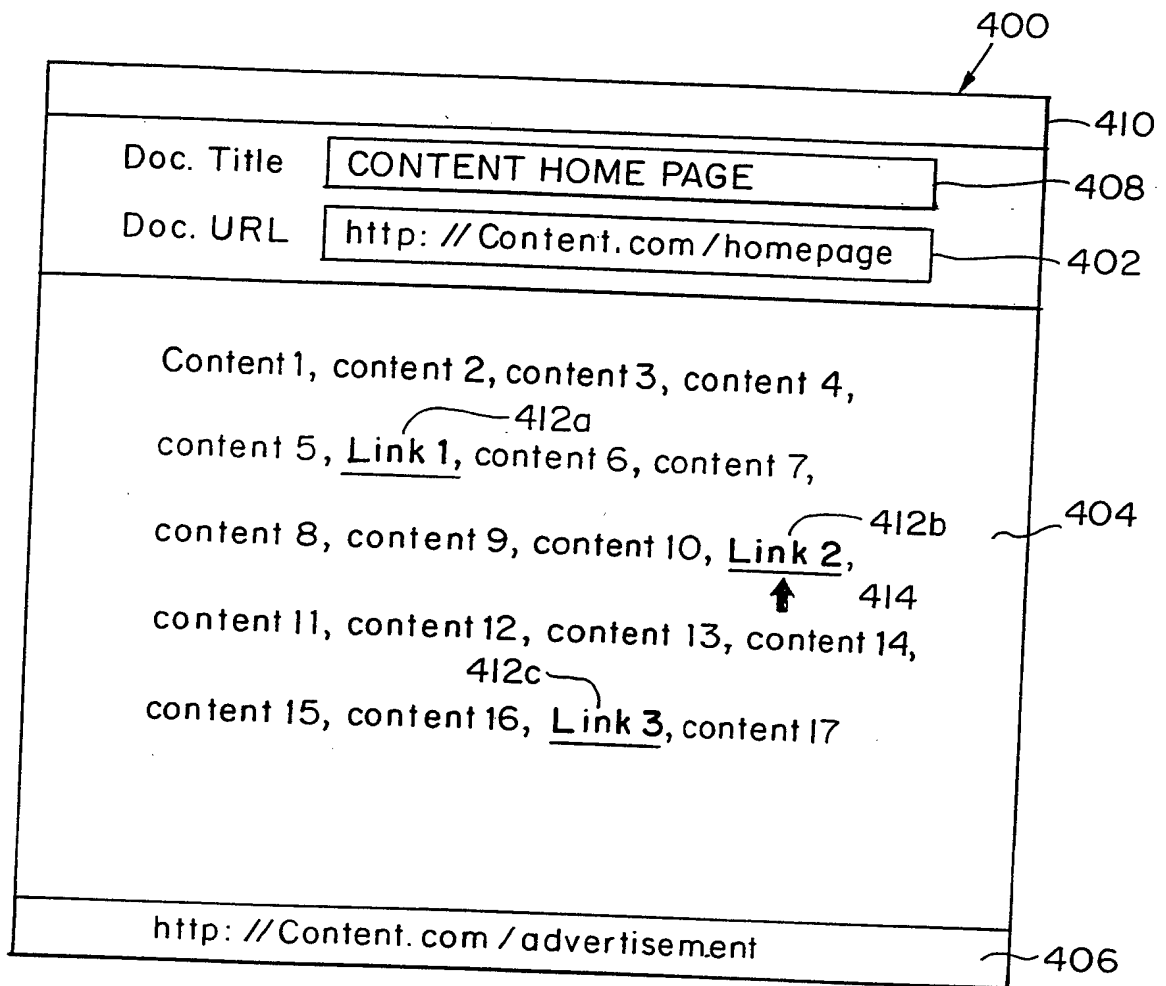 400
410
Doc. Title CONTENT HOME PAGE
408
Doc. URL http: //Content.com/homepage
402
Content 1, content 2, content 3, content 4,
412a
content 5, Link 1, content 6, content 7,
412b
404
content 8, content 9, content 10, Link 2,
414
content 11, content 12, content 13, content 14,
412c
content 15, content 16, Link 3, content 17
http: //Content.com/advertisement
406